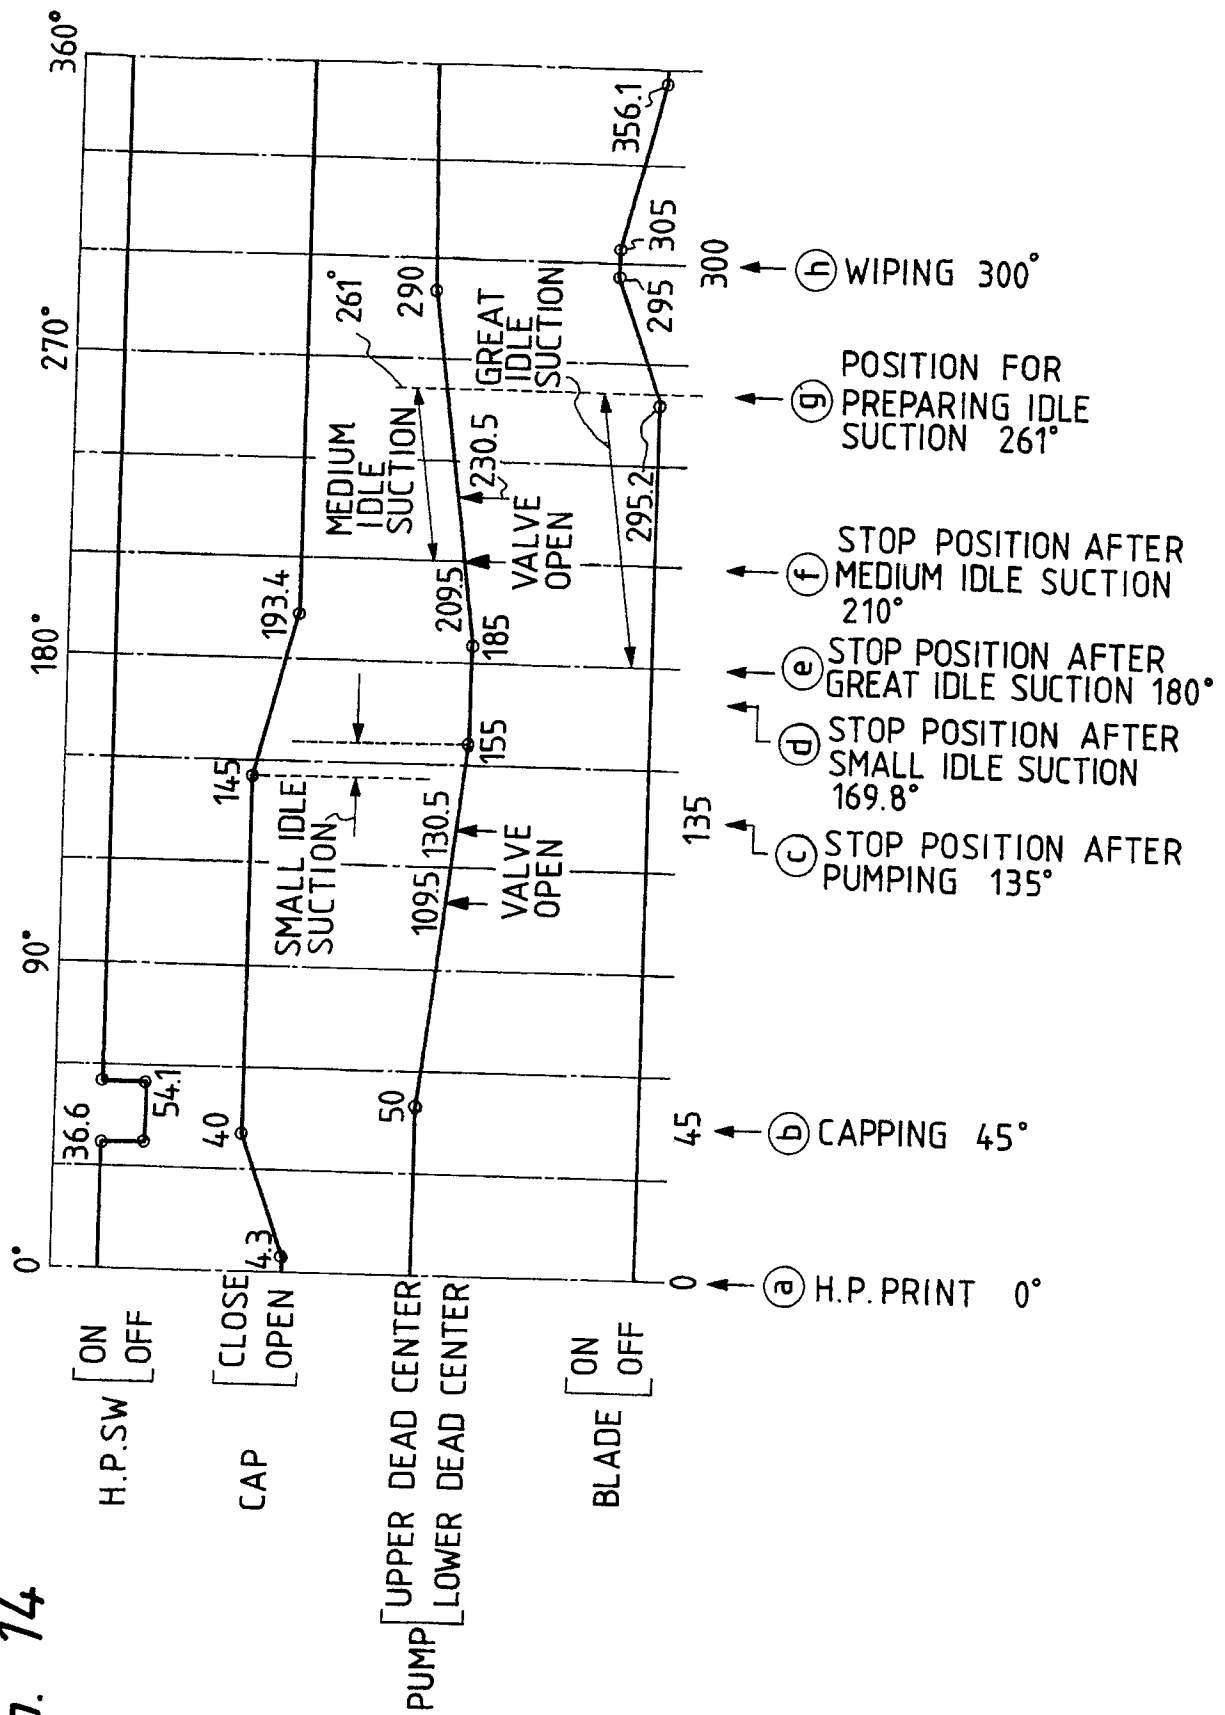 14
0°
90°
180°
270°
360°
H.P.SW
ON
OFF
36.6
54.1
CAP
CLOSE
OPEN
4.3
40
145
193.4
SMALL IDLE
SUCTION
MEDIUM
IDLE
SUCTION
261°
PUMP
UPPER DEAD CENTER
LOWER DEAD CENTER
50
109.5
130.5
155
185
209.5
230.5
290
VALVE
OPEN
VALVE
OPEN
GREAT
IDLE
SUCTION
BLADE
ON
OFF
295.2
295
305
356.1
0
45
135
300
a H.P.PRINT 0°
b CAPPING 45°
c STOP POSITION AFTER
PUMPING 135°
d STOP POSITION AFTER
SMALL IDLE SUCTION
169.8°
e STOP POSITION AFTER
GREAT IDLE SUCTION 180°
f STOP POSITION AFTER
MEDIUM IDLE SUCTION
210°
g POSITION FOR
PREPARING IDLE
SUCTION 261°
h WIPING 300°